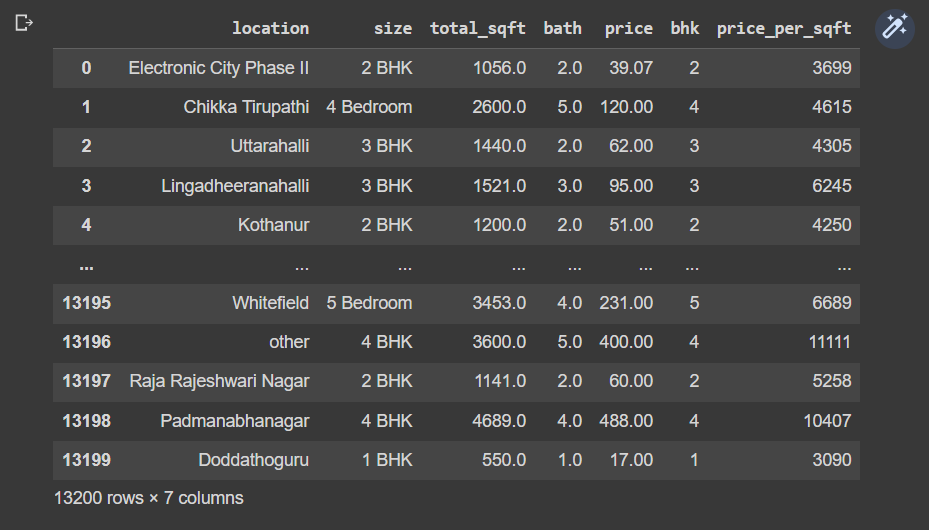 location size total_sqft bath price bhk price_per_sqft
0 Electronic City Phase II 2 BHK 1056.0 2.0 39.07 2 3699
1 Chikka Tirupathi 4 Bedroom 2600.0 5.0 120.00 4 4615
2 Uttarahalli 3 BHK 1440.0 2.0 62.00 3 4305
3 Lingadheeranahalli 3 BHK 1521.0 3.0 95.00 3 6245
4 Kothanur 2 BHK 1200.0 2.0 51.00 2 4250
... ... ... ... ... ... ... ...
13195 Whitefield 5 Bedroom 3453.0 4.0 231.00 5 6689
13196 other 4 BHK 3600.0 5.0 400.00 4 11111
13197 Raja Rajeshwari Nagar 2 BHK 1141.0 2.0 60.00 2 5258
13198 Padmanabhanagar 4 BHK 4689.0 4.0 488.00 4 10407
13199 Doddathoguru 1 BHK 550.0 1.0 17.00 1 3090
13200 rows × 7 columns